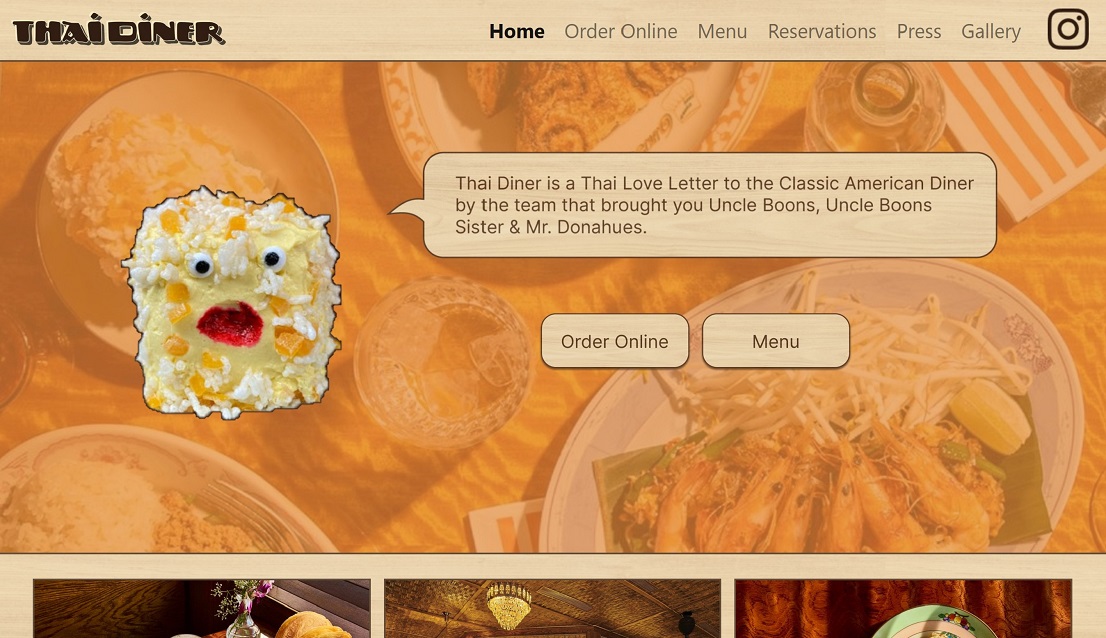 THAI DINER
Home Order Online Menu Reservations Press Gallery
Thai Diner is a Thai Love Letter to the Classic American Diner
by the team that brought you Uncle Boons, Uncle Boons
Sister & Mr. Donahues.
Order Online
Menu